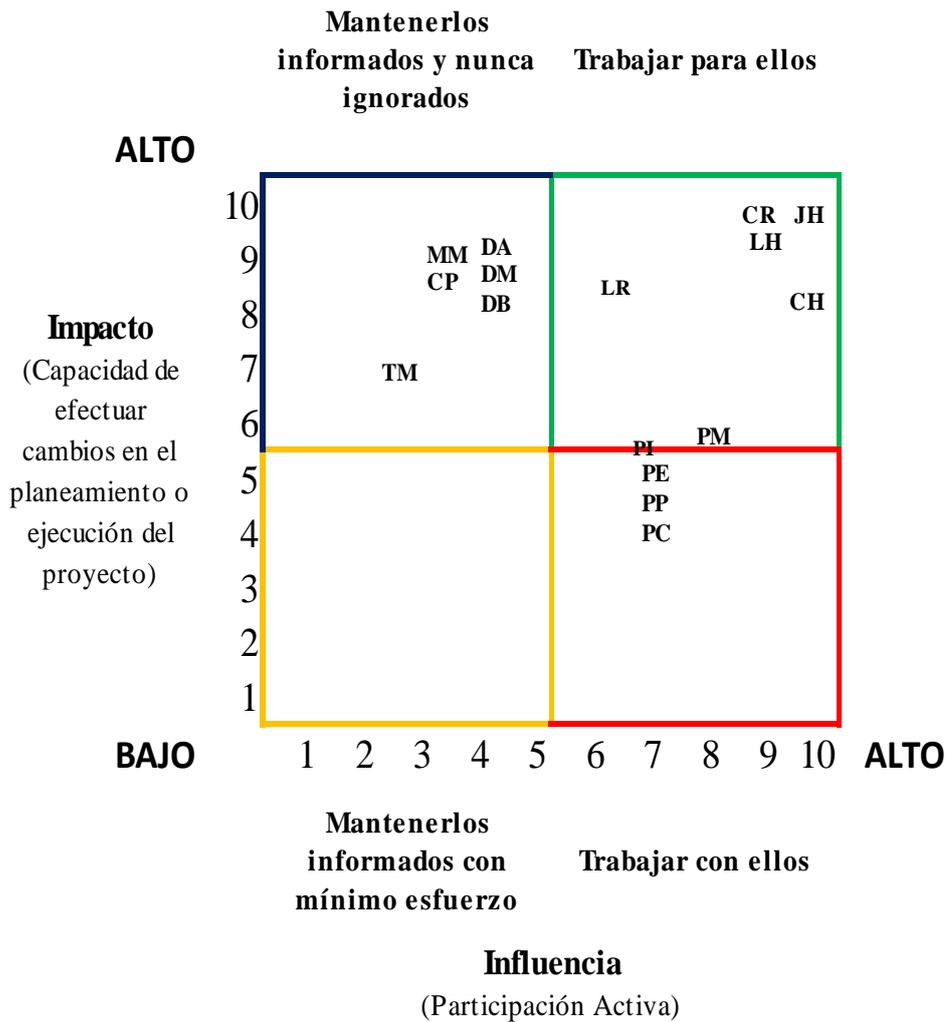 Mantenerlos
informados y nunca
ignorados
Trabajar para ellos
ALTO
10
9
8
7
6
5
4
3
2
1
Impacto
(Capacidad de
efectuar
cambios en el
planeamiento o
ejecución del
proyecto)
CR JH
LH
MM DA
CP DM
DB
LR
CH
TM
PM
PI
PE
PP
PC
BAJO
1 2 3 4 5 6 7 8 9 10
ALTO
Mantenerlos
informados con
mínimo esfuerzo
Trabajar con ellos
Influencia
(Participación Activa)